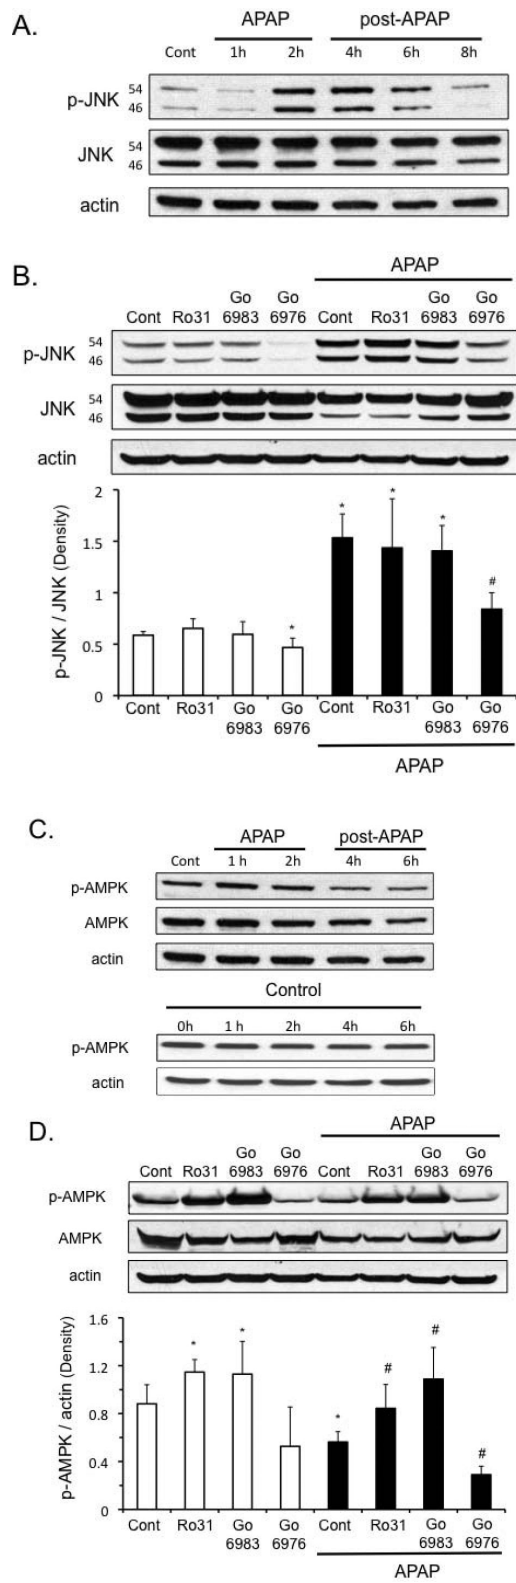 A.
APAP post-APAP
Cont 1h 2h 4h 6h 8h
p-JNK 54
46
JNK 54
46
actin
B.
APAP
Go Go Go Go
Cont Ro31 6983 6976 Cont Ro31 6983 6976
p-JNK 54
46
JNK 54
46
actin
p-JNK / JNK (Density)
2
1.5
1
0.5
0
* * * * #
Cont Ro31 Go Go Cont Ro31 Go Go
6983 6976 6983 6976
APAP
C.
APAP post-APAP
Cont 1 h 2h 4h 6h
p-AMPK
AMPK
actin
Control
0h 1 h 2h 4h 6h
p-AMPK
actin
D.
APAP
Go Go Go Go
Cont Ro31 6983 6976 Cont Ro31 6983 6976
p-AMPK
AMPK
actin
p-AMPK / actin (Density)
1.6
1.2
0.8
0.4
0
* * * # # #
Cont Ro31 Go Go Cont Ro31 Go Go
6983 6976 6983 6976
APAP